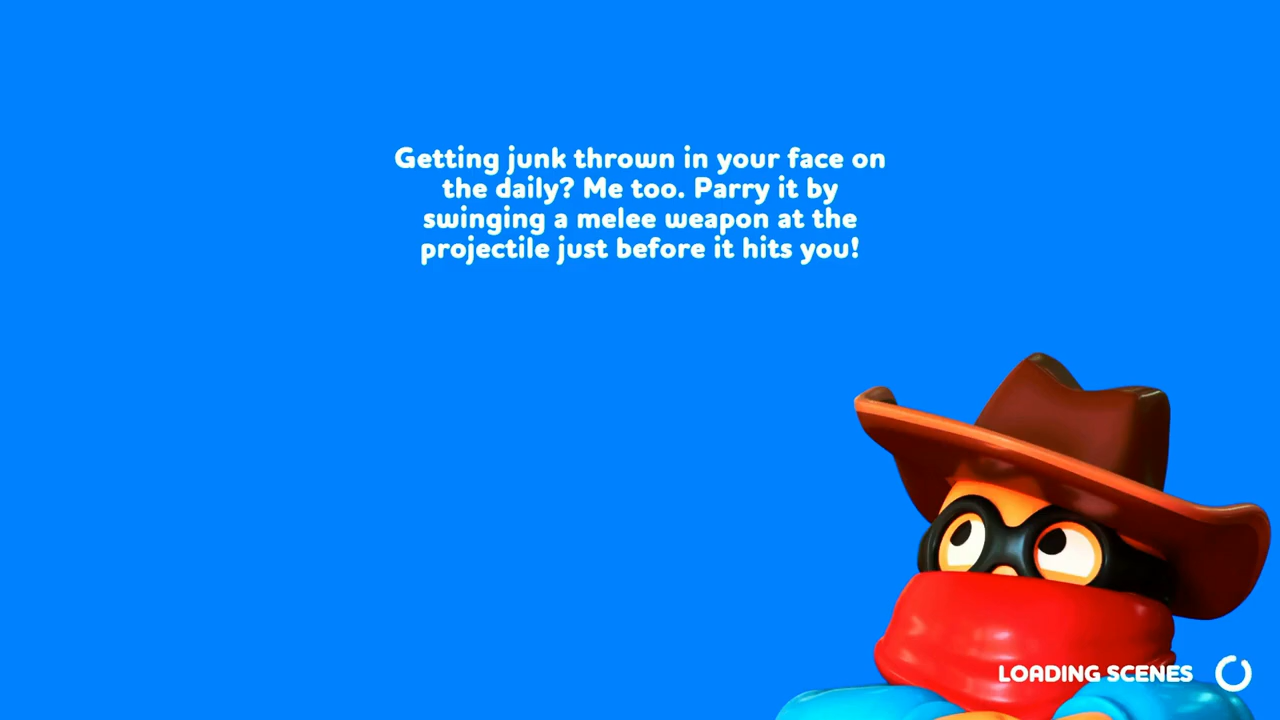 Getting junk thrown in your face on
the daily? Me too. Parry it by
swinging a melee weapon at the
projectile just before it hits you!
LOADING SCENES